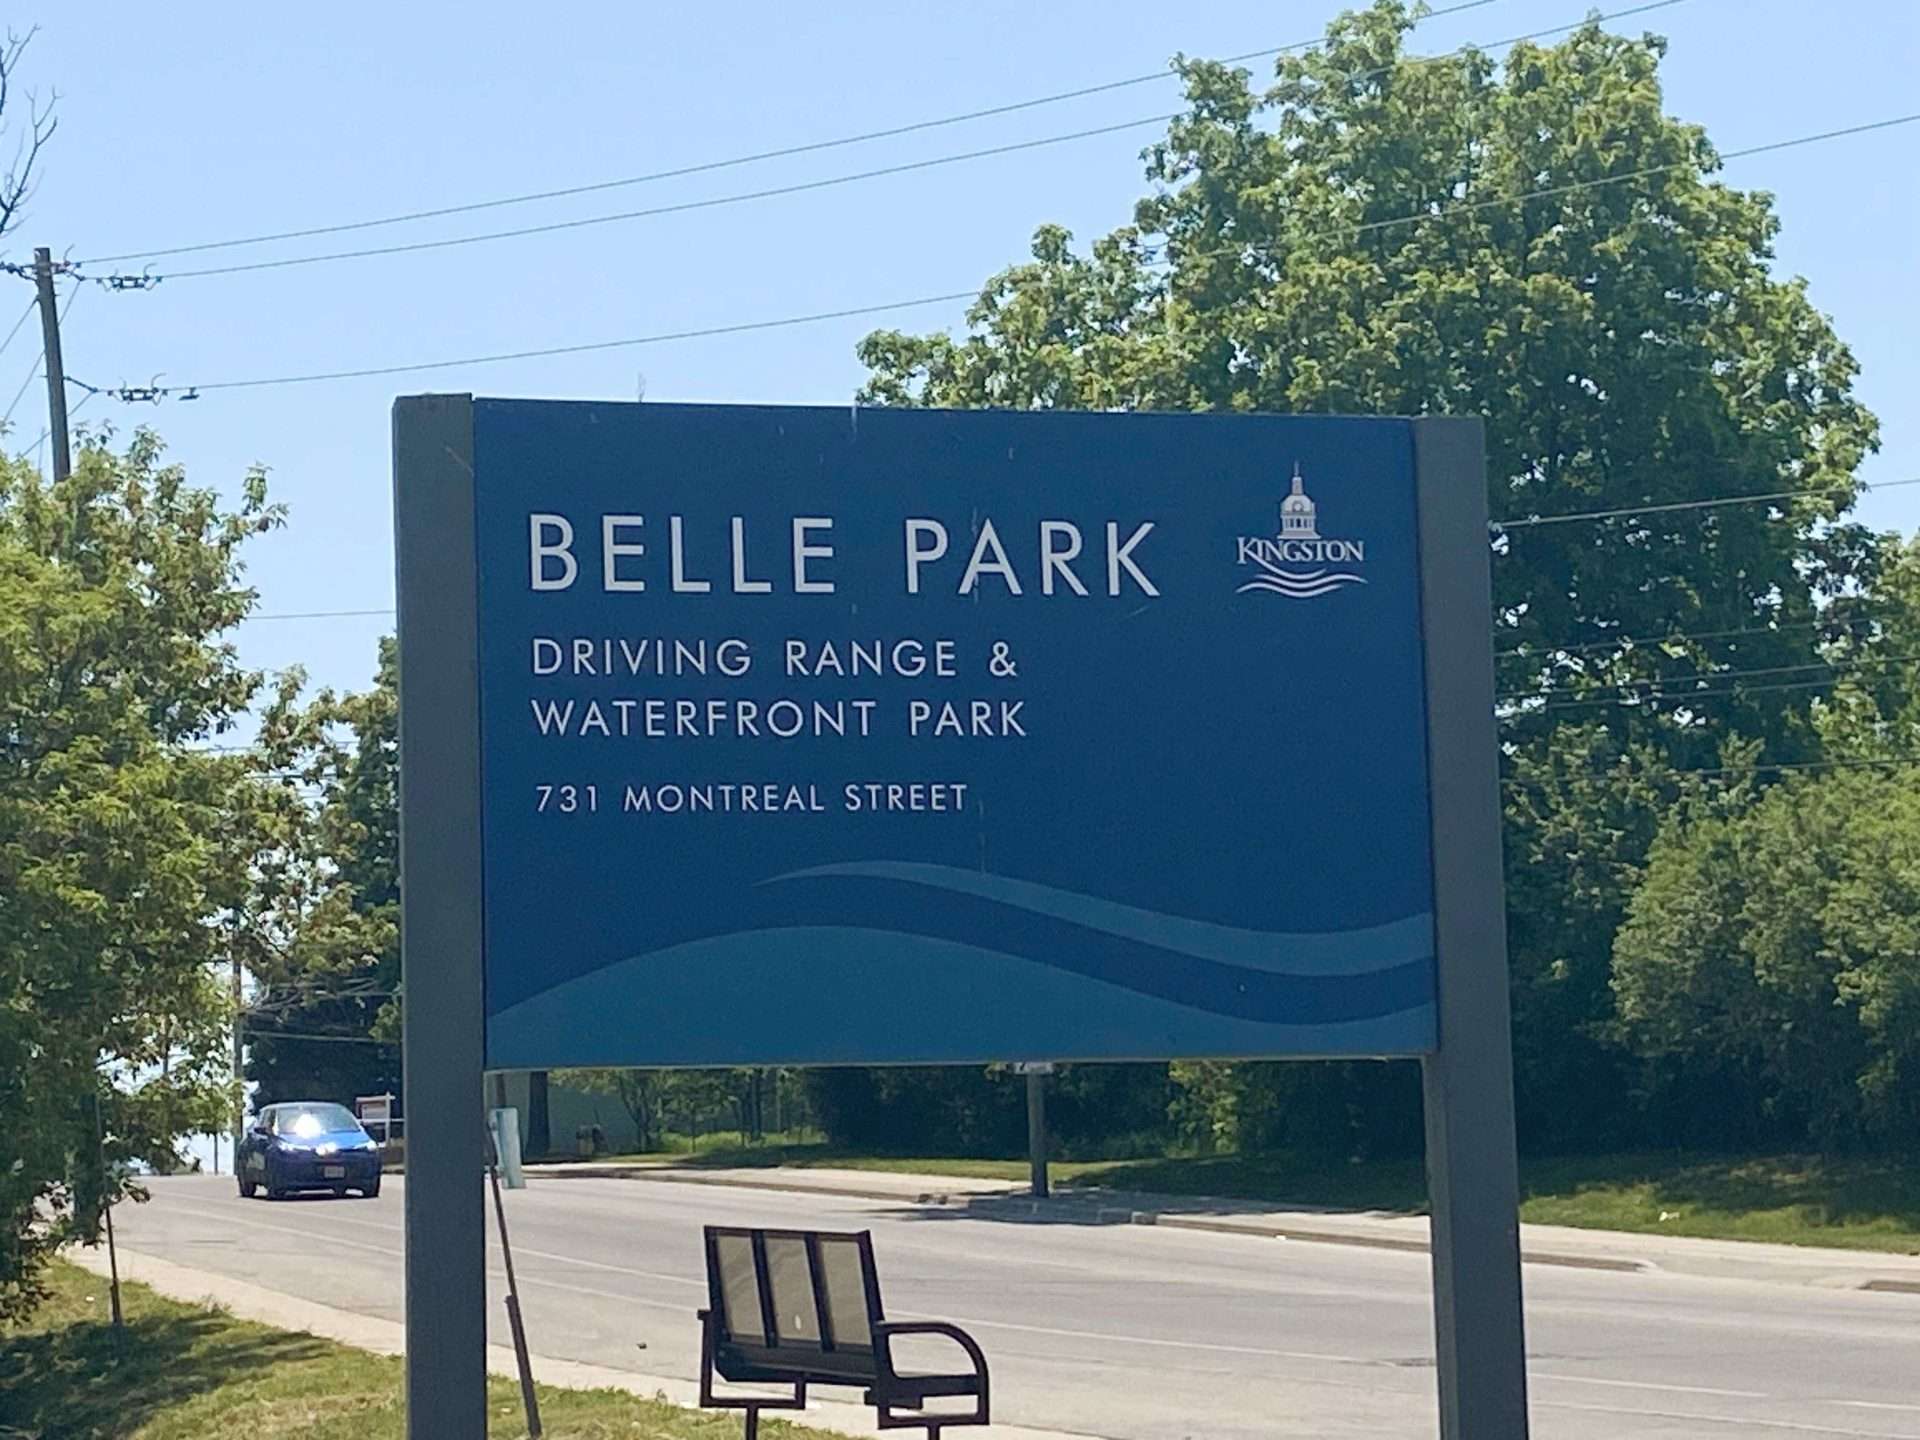 BELLE PARK
KINGSTON
DRIVING RANGE &
WATERFRONT PARK
731 MONTREAL STREET